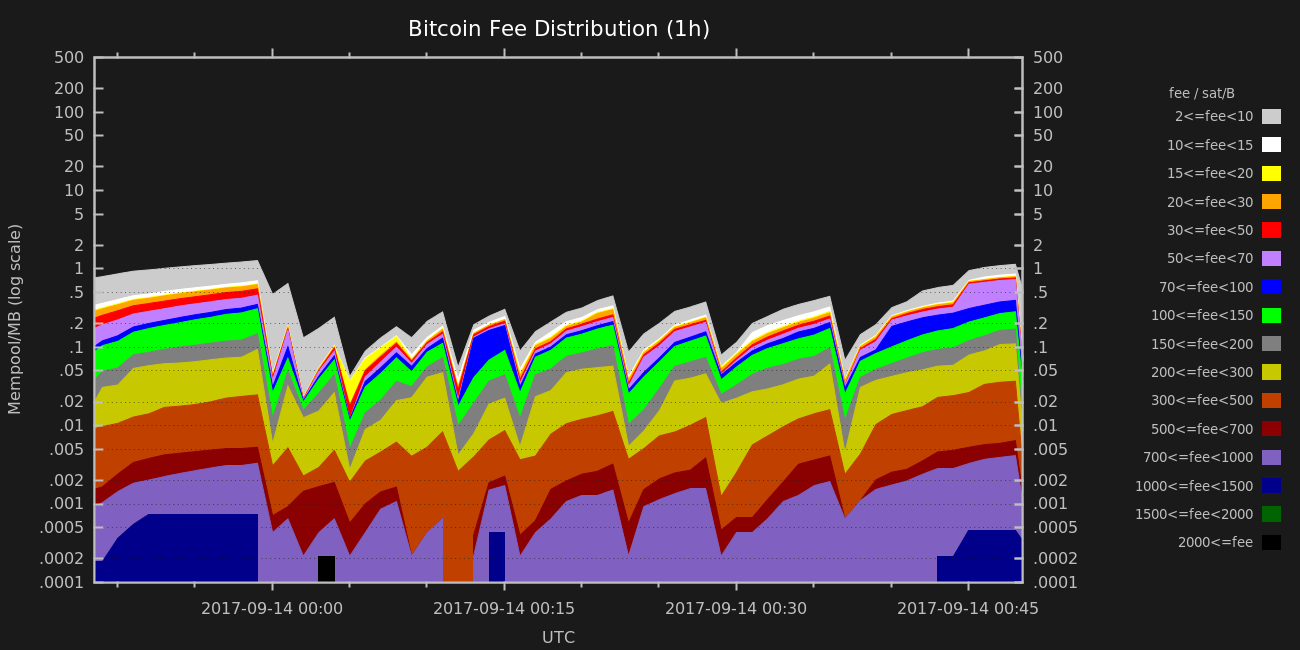 Bitcoin Fee Distribution (1h)
500 500
200 200
100 100
50 50
20 20
10 10
5 5
2 2
1 1
.5 .5
.2 .2
.1 .1
.05 .05
.02 .02
.01 .01
.005 .005
.002 .002
.001 .001
.0005 .0005
.0002 .0002
.0001 .0001
Mempool/MB (log scale)
2017-09-14 00:00 2017-09-14 00:15 2017-09-14 00:30 2017-09-14 00:45
UTC
fee / sat/B
2<=fee<10
10<=fee<15
15<=fee<20
20<=fee<30
30<=fee<50
50<=fee<70
70<=fee<100
100<=fee<150
150<=fee<200
200<=fee<300
300<=fee<500
500<=fee<700
700<=fee<1000
1000<=fee<1500
1500<=fee<2000
2000<=fee